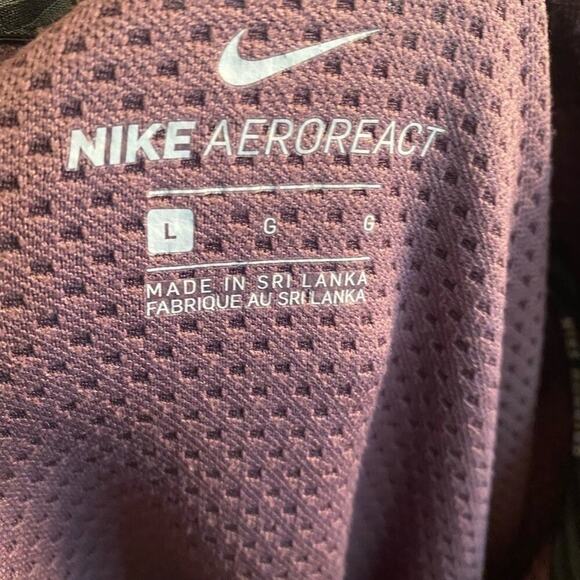 NIKE AEROREACT
L G G
MADE IN SRI LANKA
FABRIQUE AU SRI LANKA